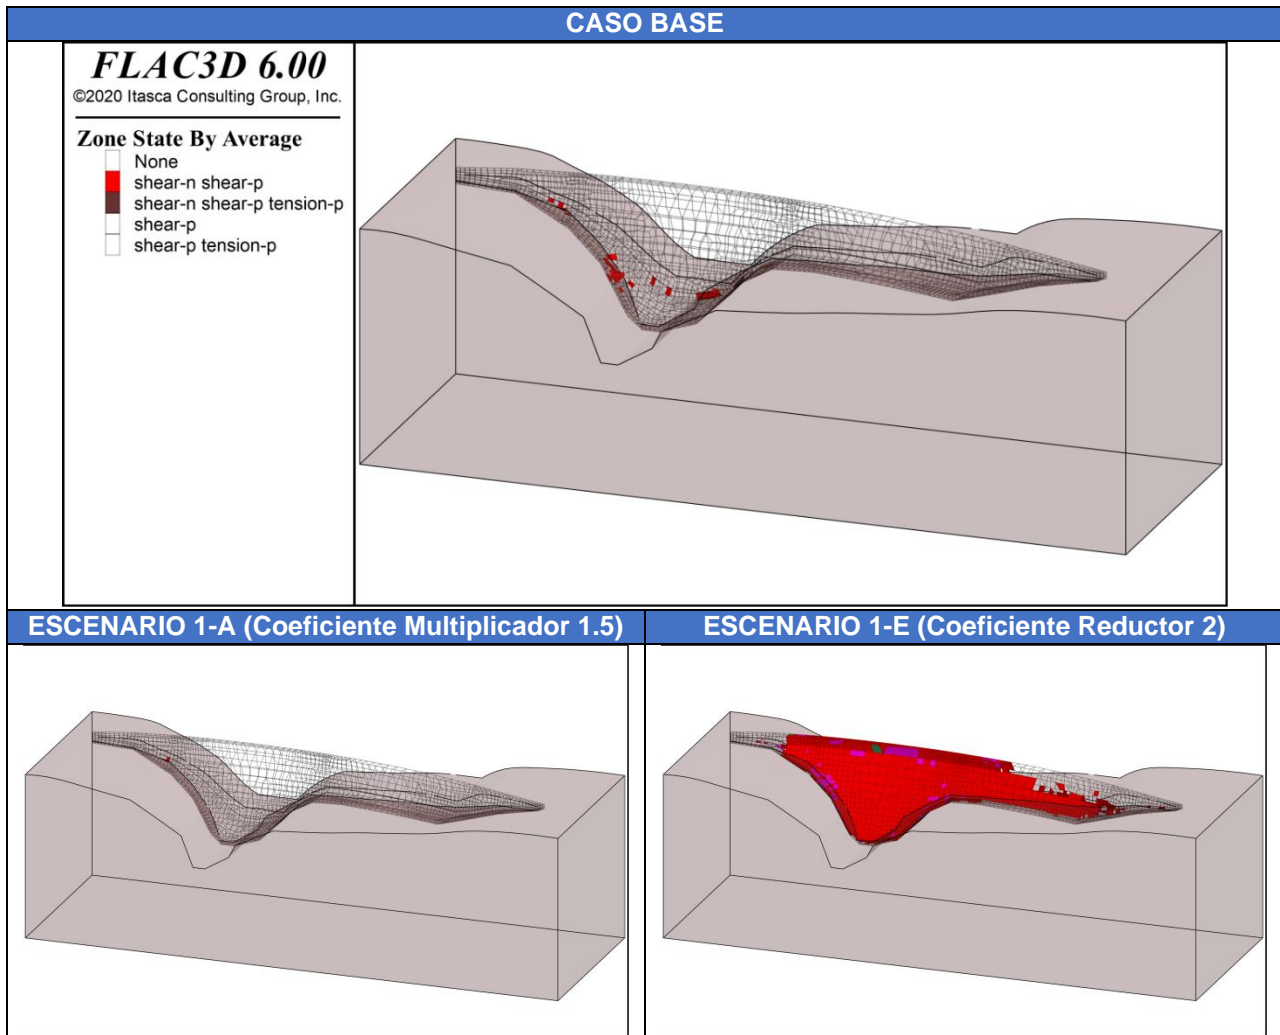 CASO BASE
FLAC3D 6.00
©2020 Itasca Consulting Group, Inc.
Zone State By Average
None
shear-n shear-p
shear-n shear-p tension-p
shear-p
shear-p tension-p
ESCENARIO 1-A (Coeficiente Multiplicador 1.5)
ESCENARIO 1-E (Coeficiente Reductor 2)